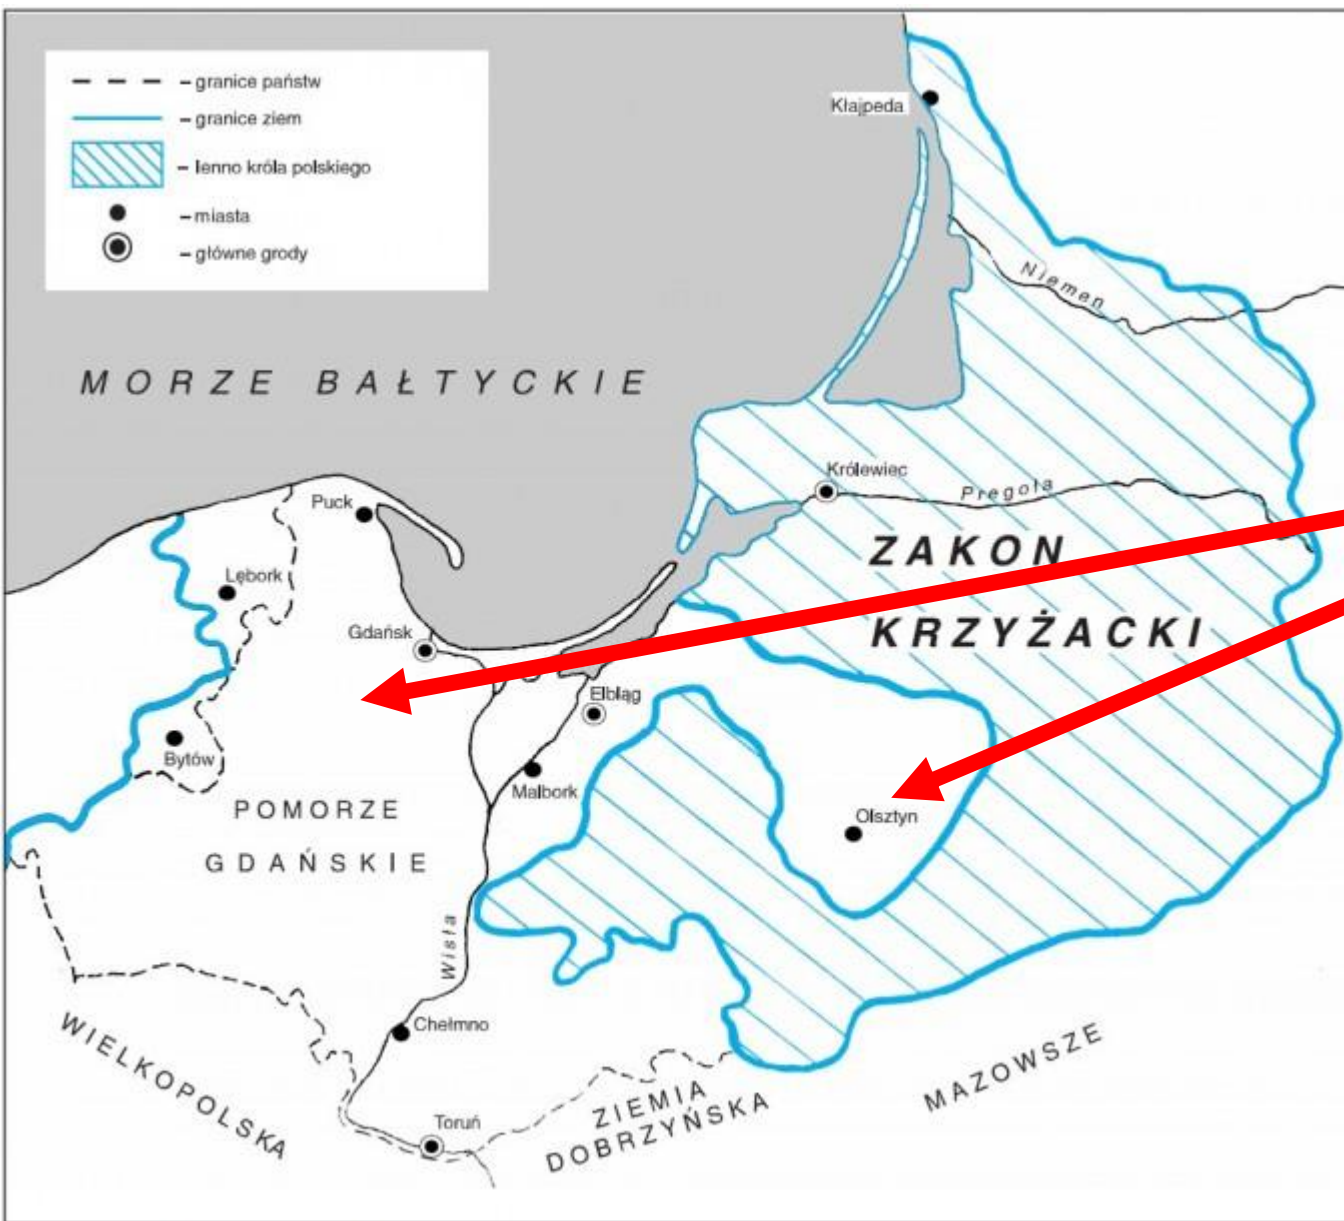 – granice państw
– granice ziem
– lenno króla polskiego
– miasta
– główne grody
Kłajpeda
Niemen
MORZE BAŁTYCKIE
Królewiec
Pregoła
Puck
ZAKON
Lębork
Gdańsk
KRZYŻACKI
Elbląg
Bytów
Malbork
POMORZE
Olsztyn
GDAŃSKIE
Wisła
Chełmno
WIELKOPOLSKA
MAZOWSZE
Toruń
ZIEMIA
DOBRZYŃSKA